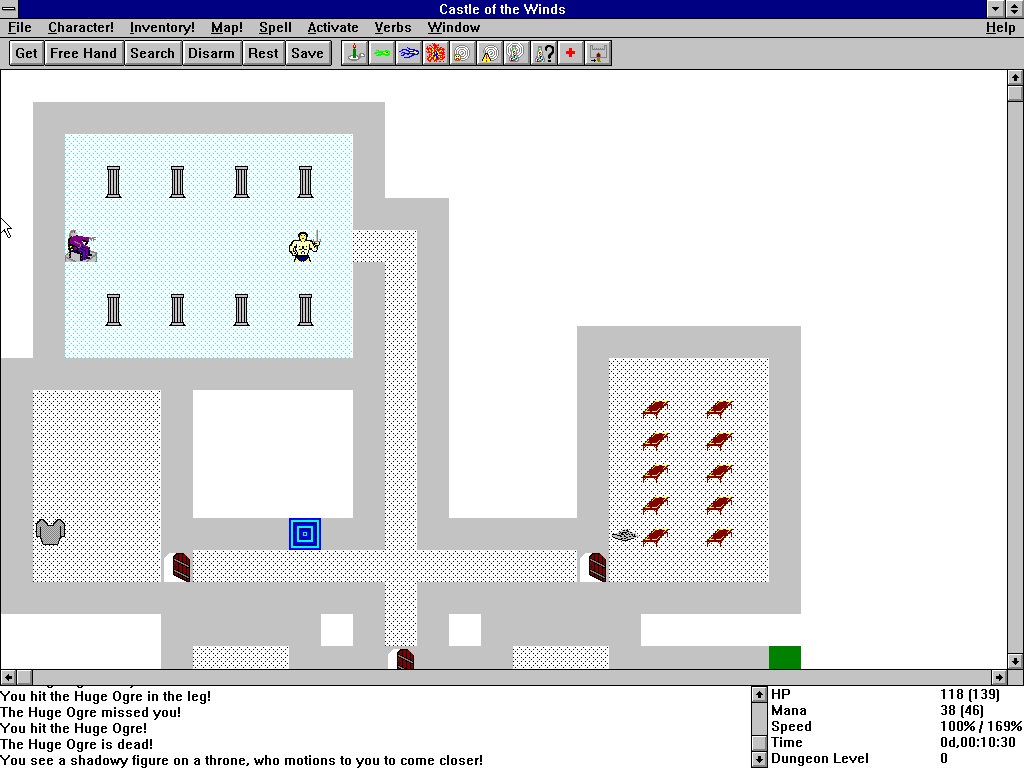 Castle of the Winds
File Character! Inventory! Map! Spell Activate Verbs Window Help
Get Free Hand Search Disarm Rest Save ?
You hit the Huge Ogre in the leg!
The Huge Ogre missed you!
You hit the Huge Ogre!
The Huge Ogre is dead!
You see a shadowy figure on a throne, who motions to you to come closer!
HP 118 (139)
Mana 38 (46)
Speed 100% / 169%
Time 0d,00:10:30
Dungeon Level 0